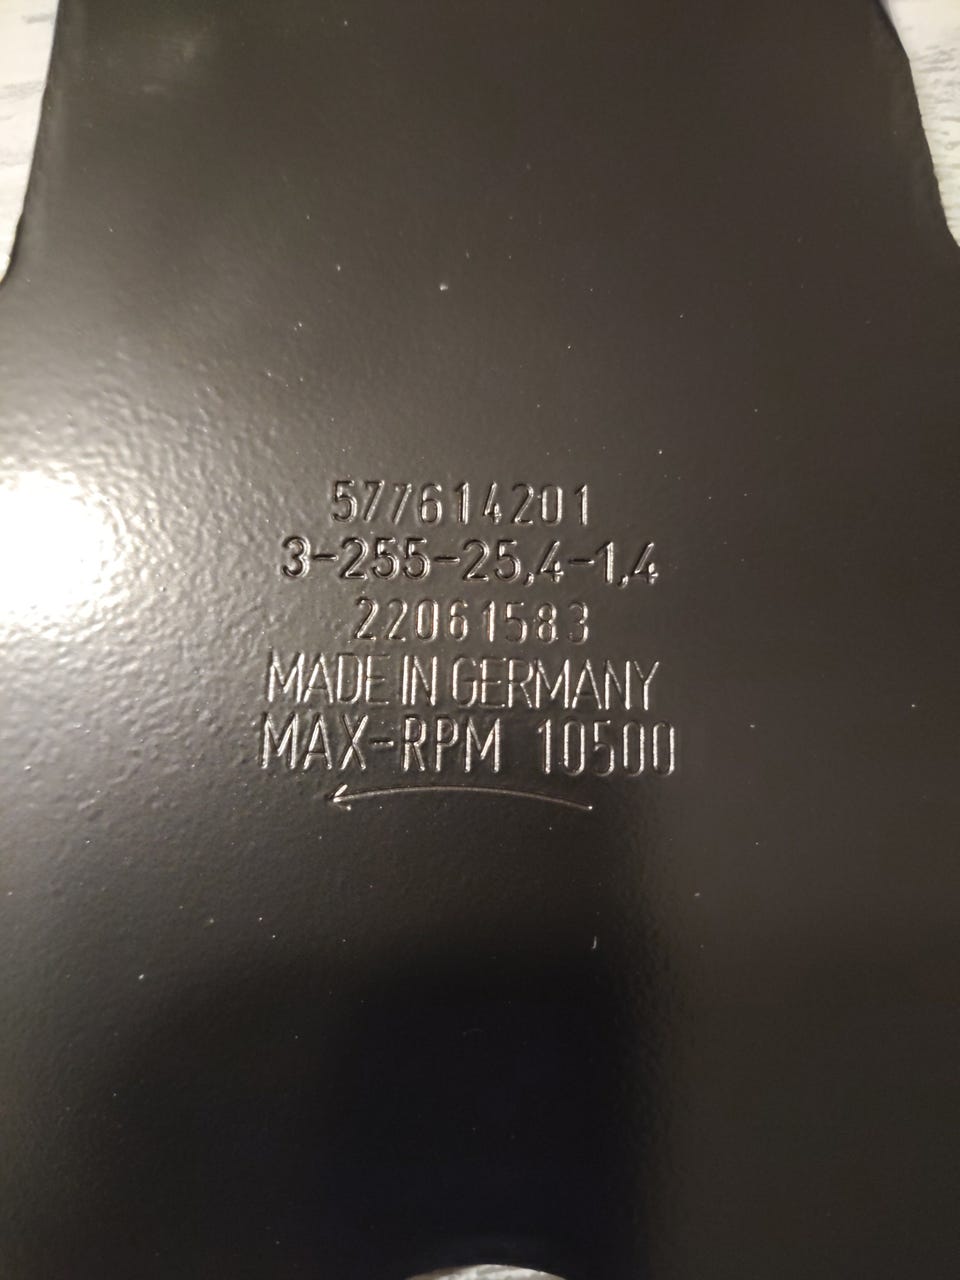 577614201
3-255-25,4-1,4
22061583
MADE IN GERMANY
MAX-RPM 10500